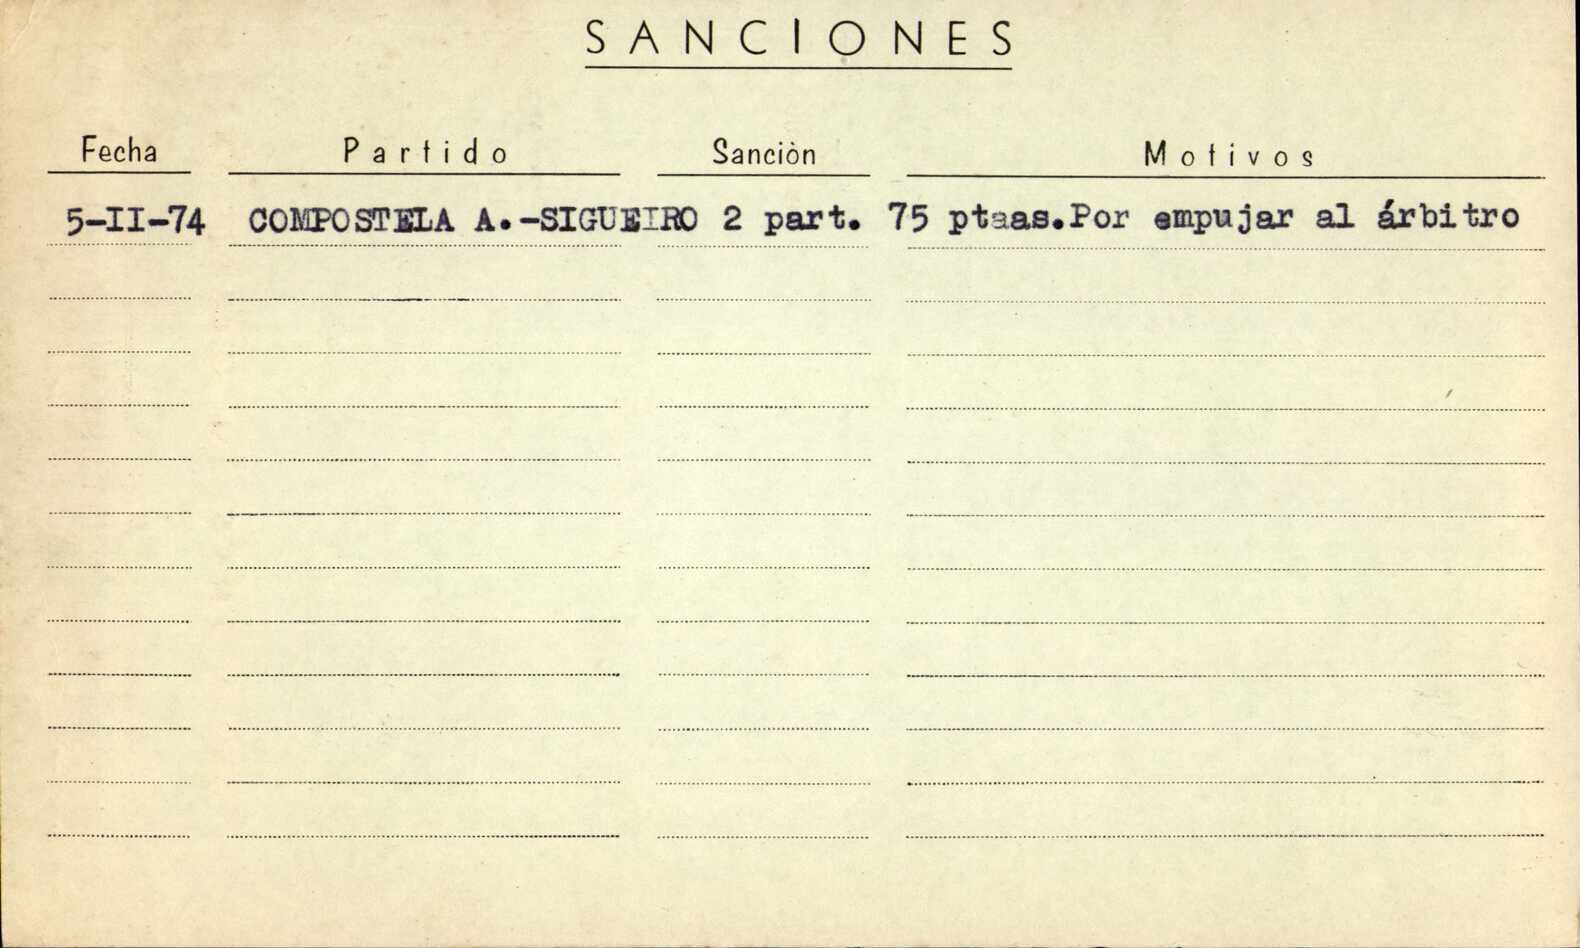 SANCIONES
Fecha Partido Sanciòn Motivos
5-II-74 COMPOSTELA A.-SIGUEIRO 2 part. 75 ptaas.Por empujar al árbitro